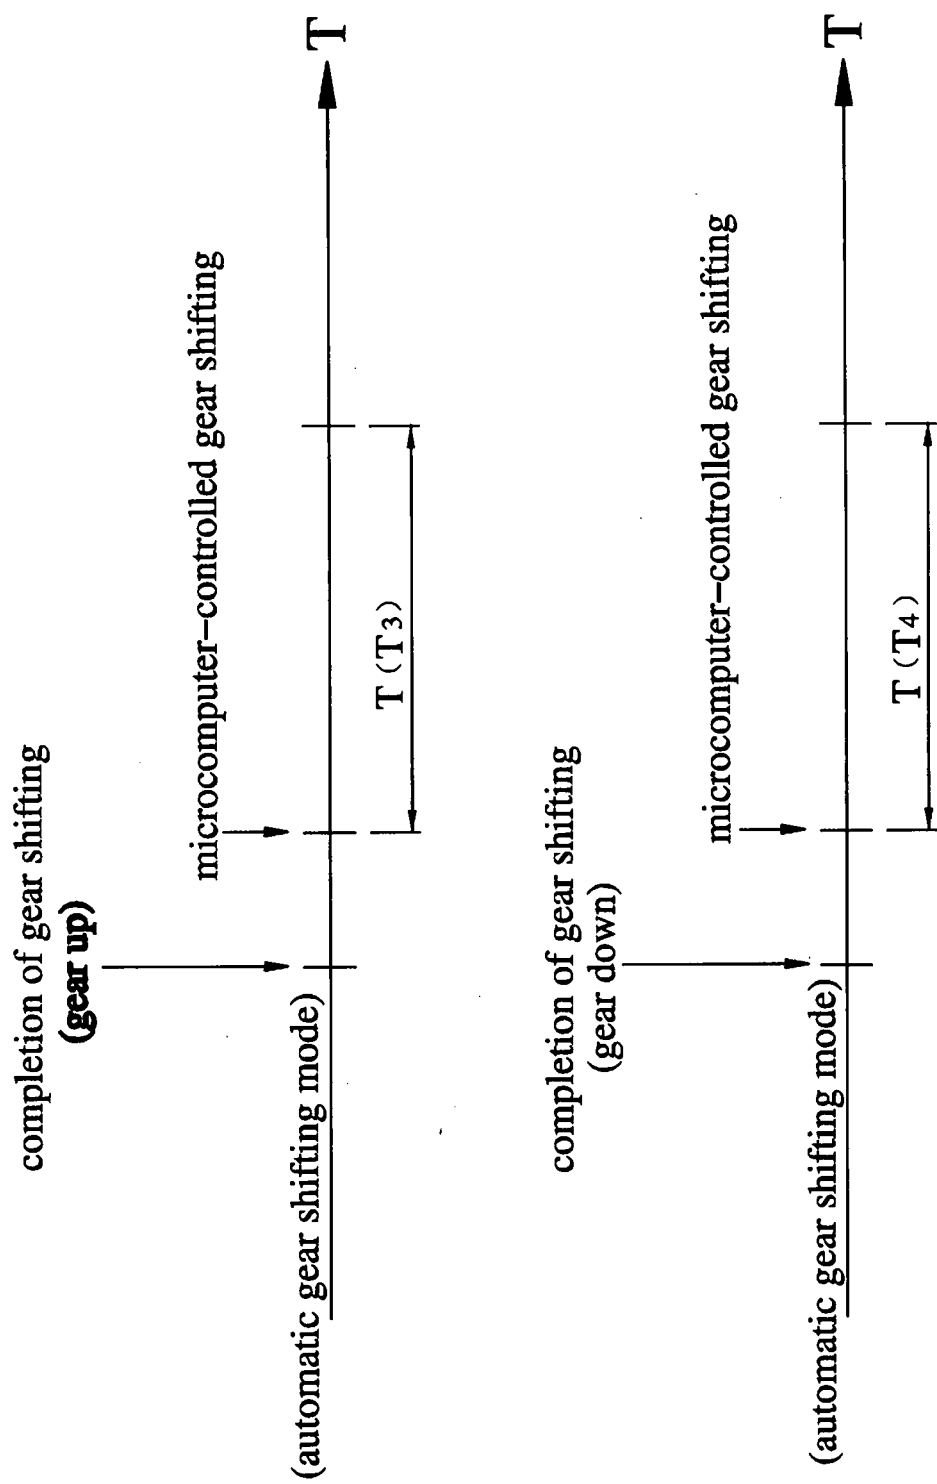 completion of gear shifting
(gear up)
microcomputer–controlled gear shifting
(automatic gear shifting mode)
T
T (T3)
completion of gear shifting
(gear down)
microcomputer–controlled gear shifting
(automatic gear shifting mode)
T
T (T4)